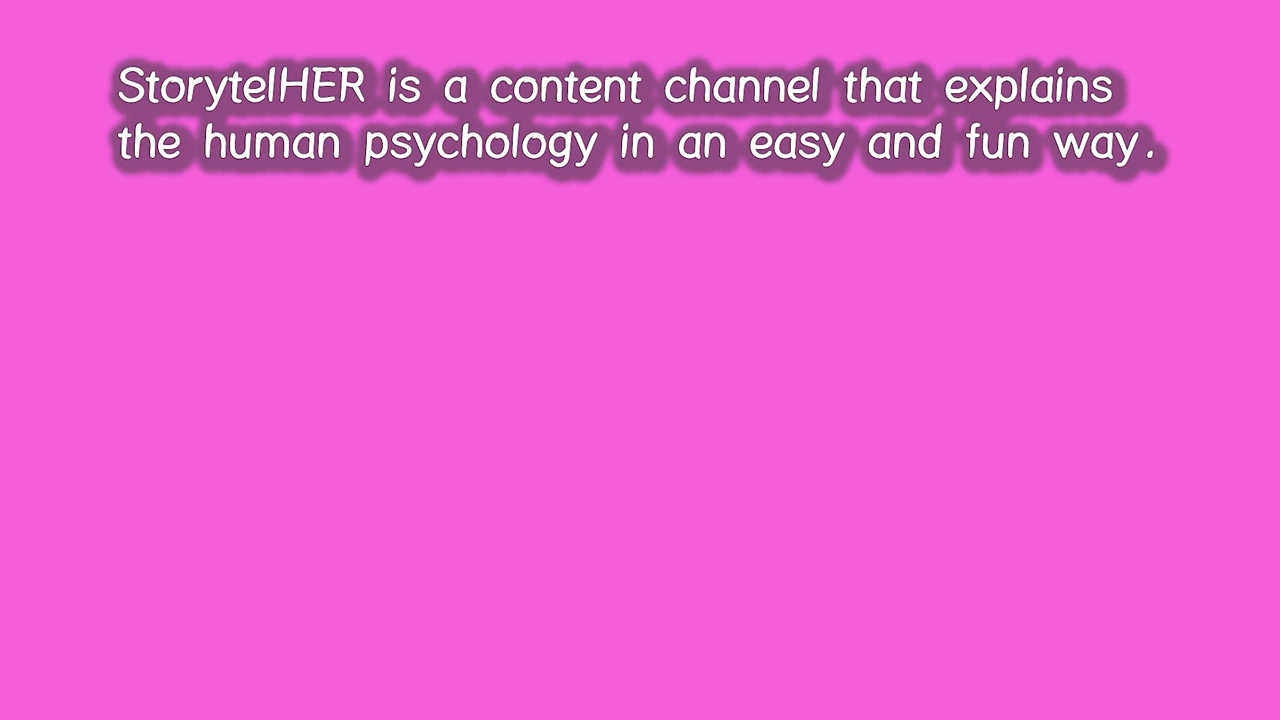 StorytelHER is a content channel that explains
the human psychology in an easy and fun way.